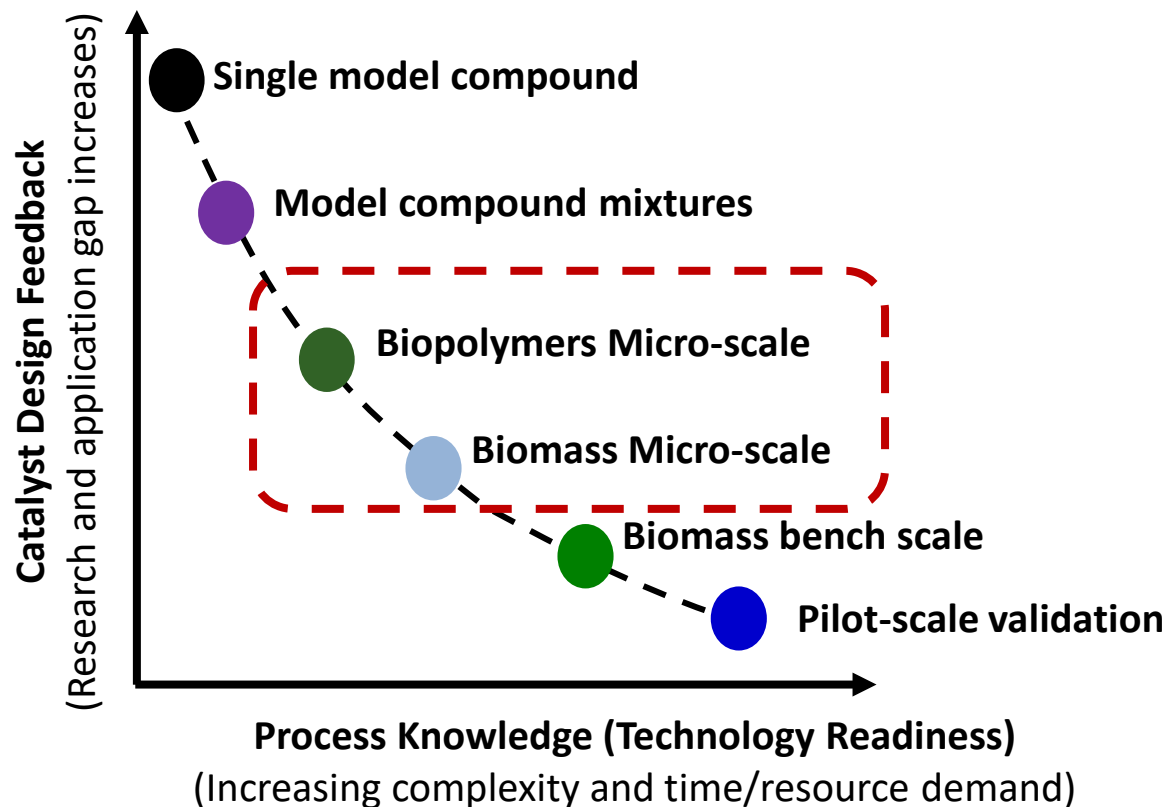 Catalyst Design Feedback
(Research and application gap increases)
Single model compound
Model compound mixtures
Biopolymers Micro-scale
Biomass Micro-scale
Biomass bench scale
Pilot-scale validation
Process Knowledge (Technology Readiness)
(Increasing complexity and time/resource demand)